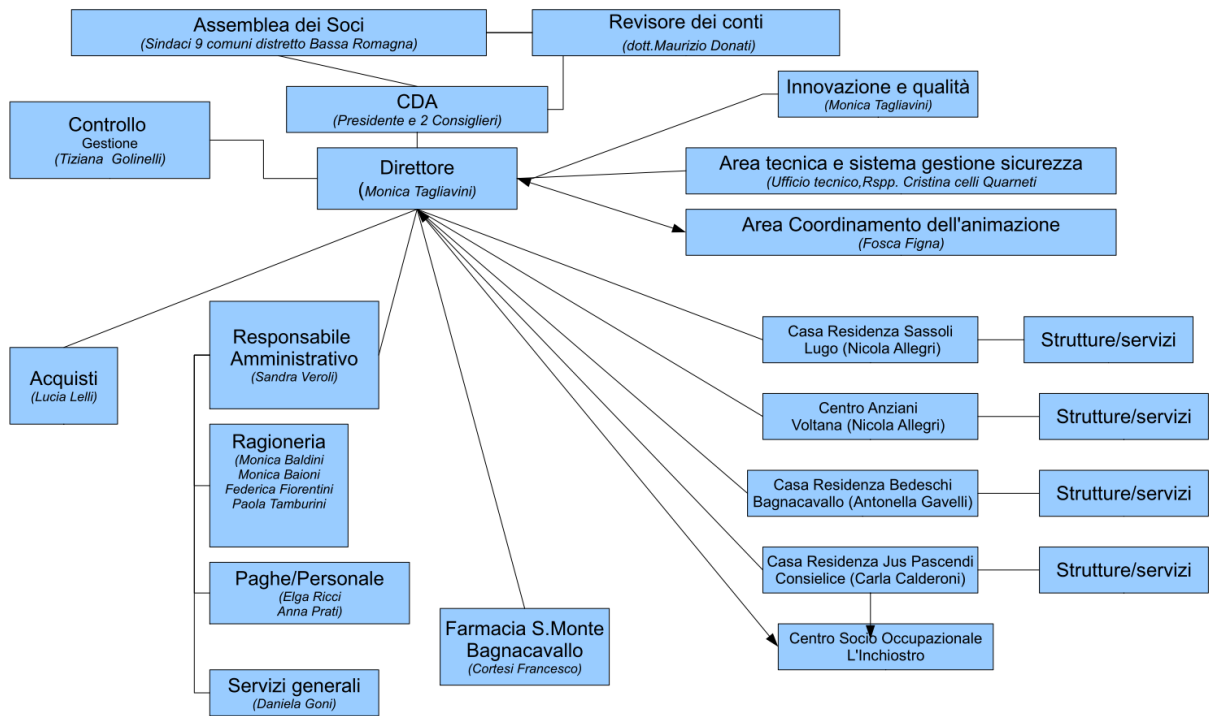 Assemblea dei Soci
(Sindaci 9 comuni distretto Bassa Romagna)
Revisore dei conti
(dott.Maurizio Donati)
CDA
(Presidente e 2 Consiglieri)
Innovazione e qualità
(Monica Tagliavini)
Controllo
Gestione
(Tiziana Golinelli)
Direttore
(Monica Tagliavini)
Area tecnica e sistema gestione sicurezza
(Ufficio tecnico,Rspp. Cristina celli Quarneti
Area Coordinamento dell'animazione
(Fosca Figna)
Acquisti
(Lucia Lelli)
Responsabile
Amministrativo
(Sandra Veroli)
Ragioneria
(Monica Baldini
Monica Baioni
Federica Fiorentini
Paola Tamburini
Paghe/Personale
(Elga Ricci
Anna Prati)
Servizi generali
(Daniela Goni)
Farmacia S.Monte
Bagnacavallo
(Cortesi Francesco)
Casa Residenza Sassoli
Lugo (Nicola Allegri)
Strutture/servizi
Centro Anziani
Voltana (Nicola Allegri)
Strutture/servizi
Casa Residenza Bedeschi
Bagnacavallo (Antonella Gavelli)
Strutture/servizi
Casa Residenza Jus Pascendi
Consielice (Carla Calderoni)
Strutture/servizi
Centro Socio Occupazionale
L'Inchiostro